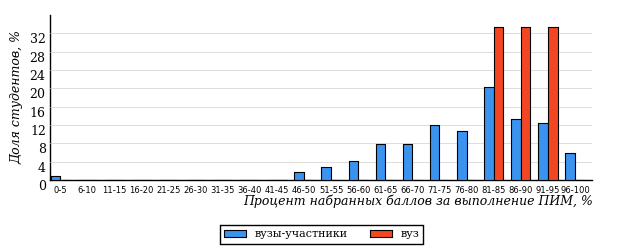 Доля студентов, %
32
28
24
20
16
12
8
4
0
0-5 6-10 11-15 16-20 21-25 26-30 31-35 36-40 41-45 46-50 51-55 56-60 61-65 66-70 71-75 76-80 81-85 86-90 91-95 96-100
Процент набранных баллов за выполнение ПИМ, %
вузы-участники вуз